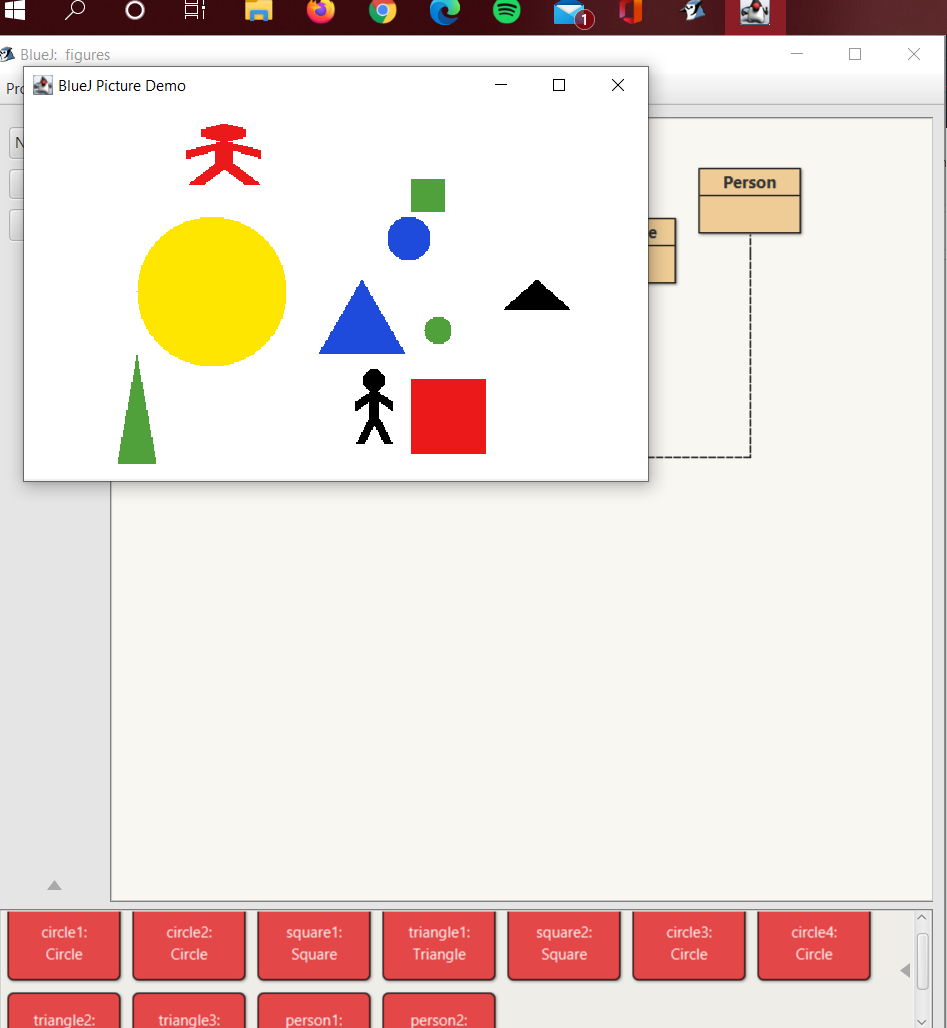 1
BlueJ: figures
BlueJ Picture Demo
Person
circle1:
Circle
circle2:
Circle
square1:
Square
triangle1:
Triangle
square2:
Square
circle3:
Circle
circle4:
Circle
triangle2:
triangle3:
person1:
person2: